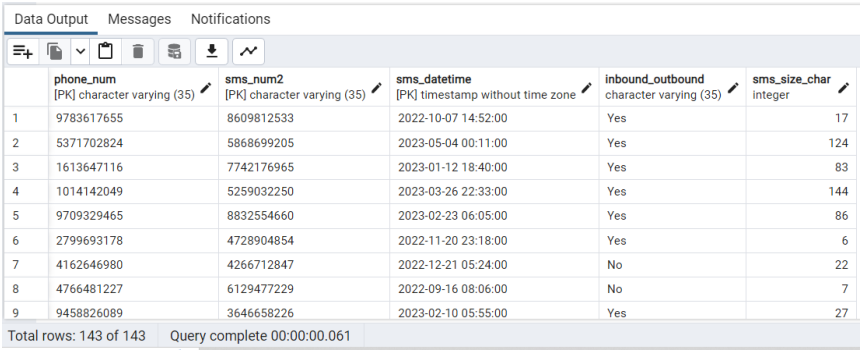 Data Output Messages Notifications
phone_num sms_num2 sms_datetime inbound_outbound sms_size_char
[PK] character varying (35) [PK] character varying (35) [PK] timestamp without time zone character varying (35) integer
1 9783617655 8609812533 2022-10-07 14:52:00 Yes 17
2 5371702824 5868699205 2023-05-04 00:11:00 Yes 124
3 1613647116 7742176965 2023-01-12 18:40:00 Yes 83
4 1014142049 5259032250 2023-03-26 22:33:00 Yes 144
5 9709329465 8832554660 2023-02-23 06:05:00 Yes 86
6 2799693178 4728904854 2022-11-20 23:18:00 Yes 6
7 4162646980 4266712847 2022-12-21 05:24:00 No 22
8 4766481227 6129477229 2022-09-16 08:06:00 No 7
9 9458826089 3646658226 2023-02-10 05:55:00 Yes 27
Total rows: 143 of 143 Query complete 00:00:00.061